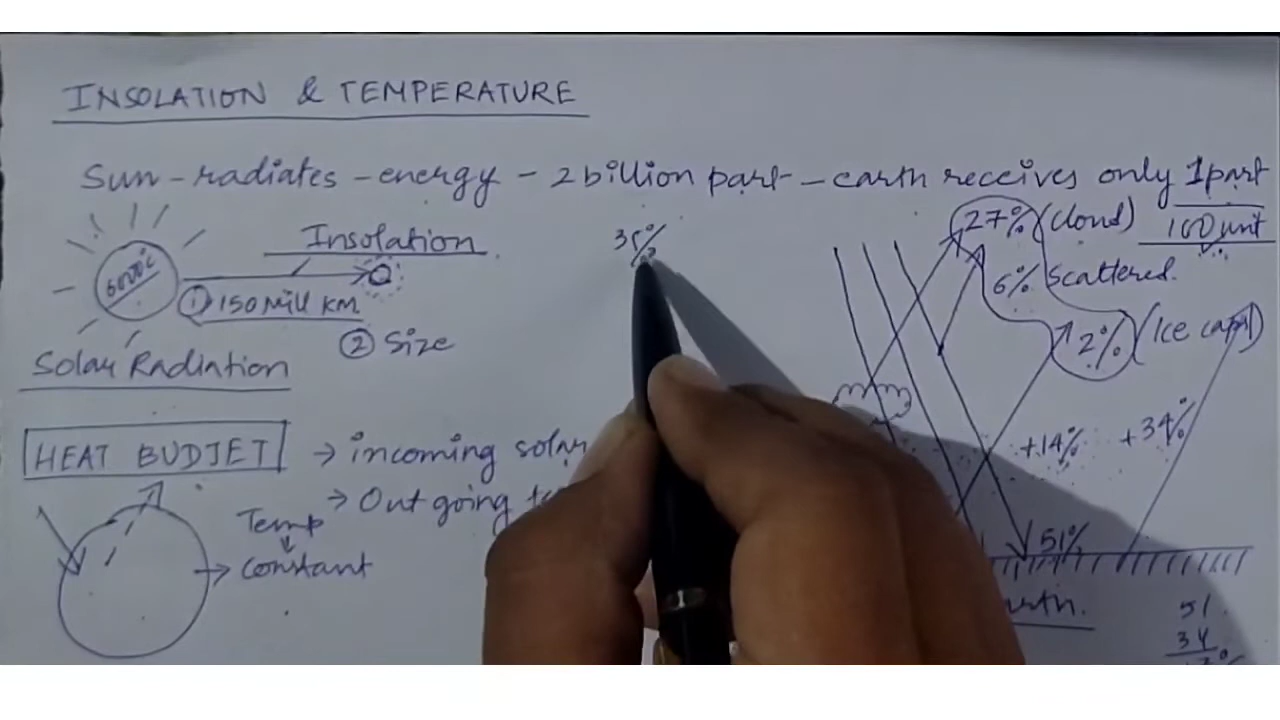 INSOLATION & TEMPERATURE
Sun - radiates - energy - 2 billion part - earth receives only 1 part
100 unit
6000°C
Insolation
① 150 Mill KM
② Size
Solar Radiation
35%
27% (cloud)
6% scattered.
2% (Ice caps)
+14%
+34%
51%
HEAT BUDJET → incoming solar
→ Out going
Temp
constant
51
34